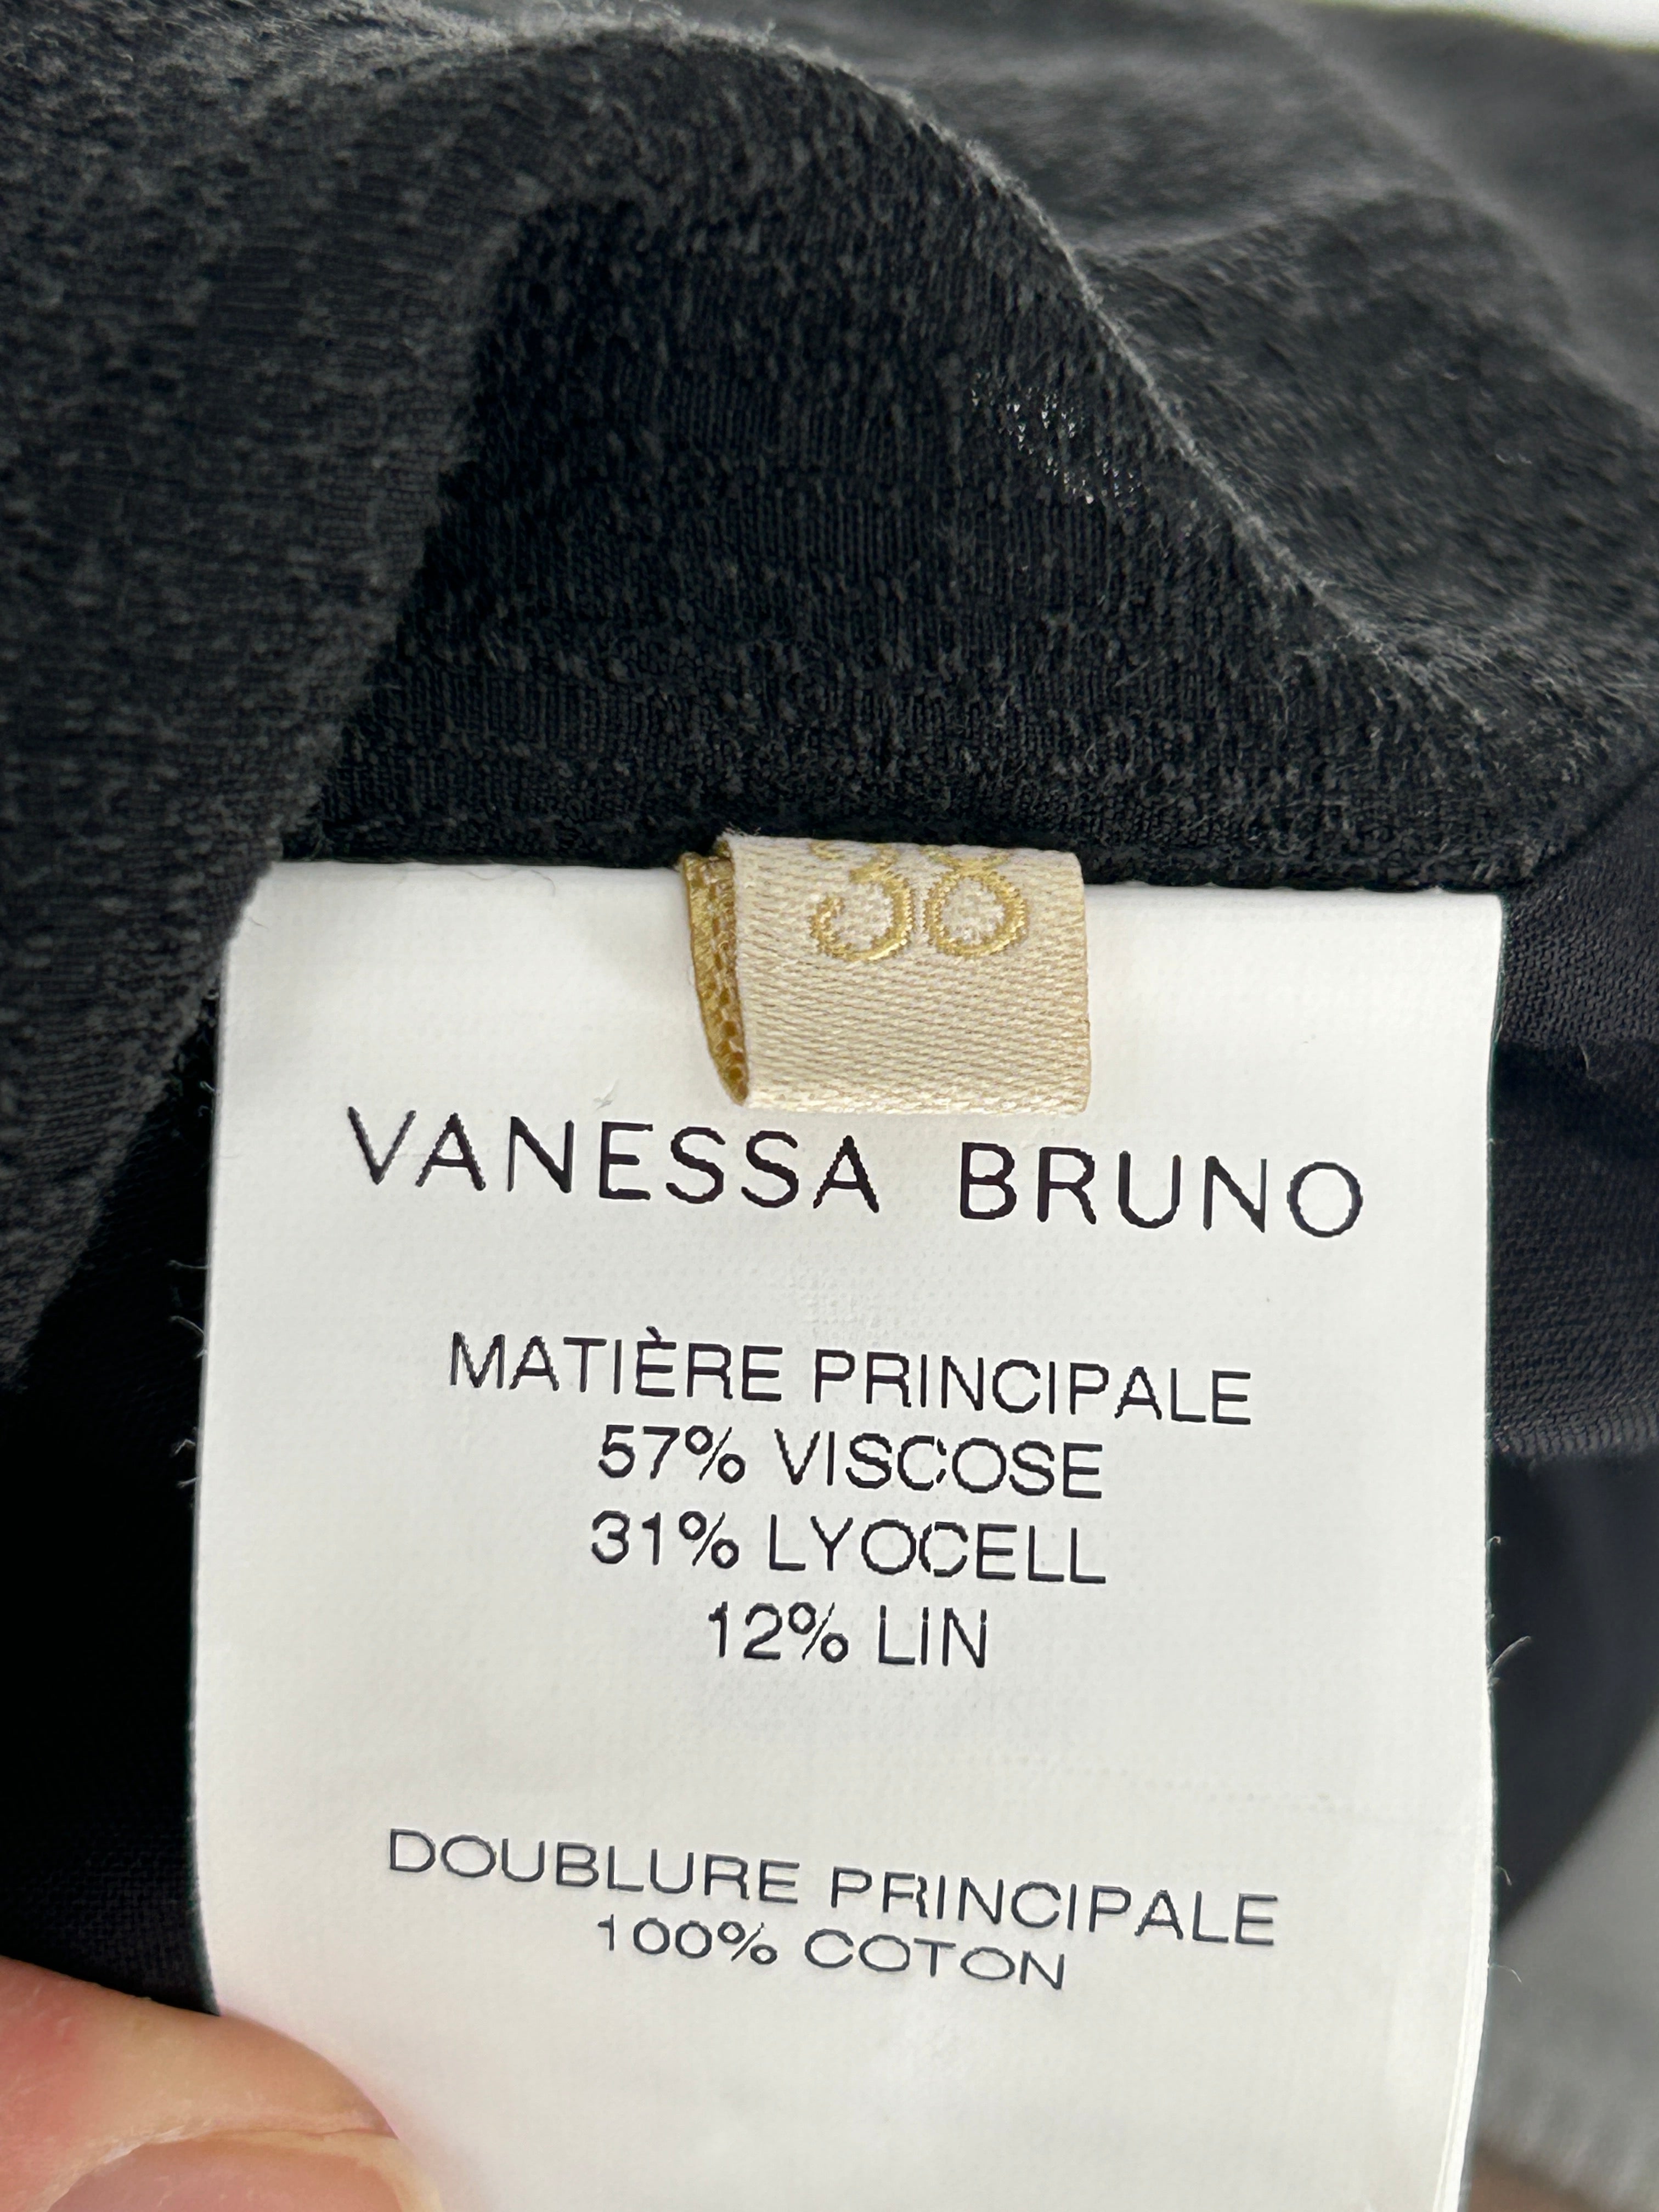 38
VANESSA BRUNO
MATIÈRE PRINCIPALE
57% VISCOSE
31% LYOCELL
12% LIN
DOUBLURE PRINCIPALE
100% COTON